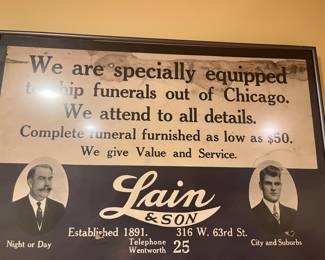 We are specially equipped
to ship funerals out of Chicago.
We attend to all details.
Complete funeral furnished as low as $50.
We give Value and Service.
Lain
& SON
Established 1891. 316 W. 63rd St.
Night or Day
Telephone
Wentworth 25
City and Suburbs